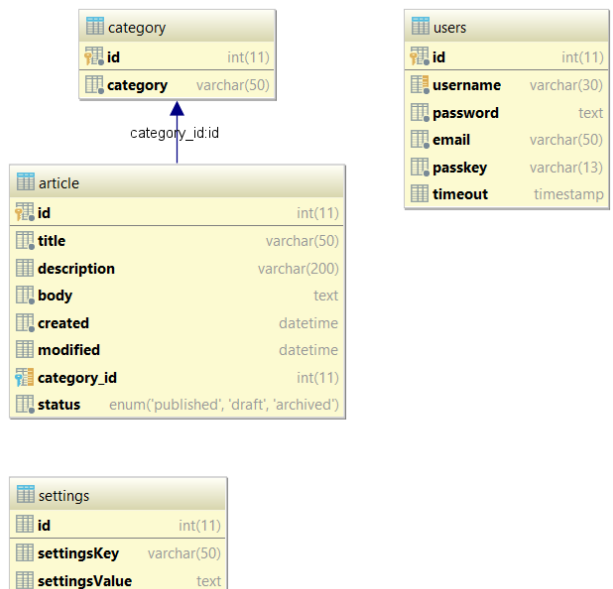 category
id int(11)
category varchar(50)
category_id:id
article
id int(11)
title varchar(50)
description varchar(200)
body text
created datetime
modified datetime
category_id int(11)
status enum('published', 'draft', 'archived')
users
id int(11)
username varchar(30)
password text
email varchar(50)
passkey varchar(13)
timeout timestamp
settings
id int(11)
settingsKey varchar(50)
settingsValue text